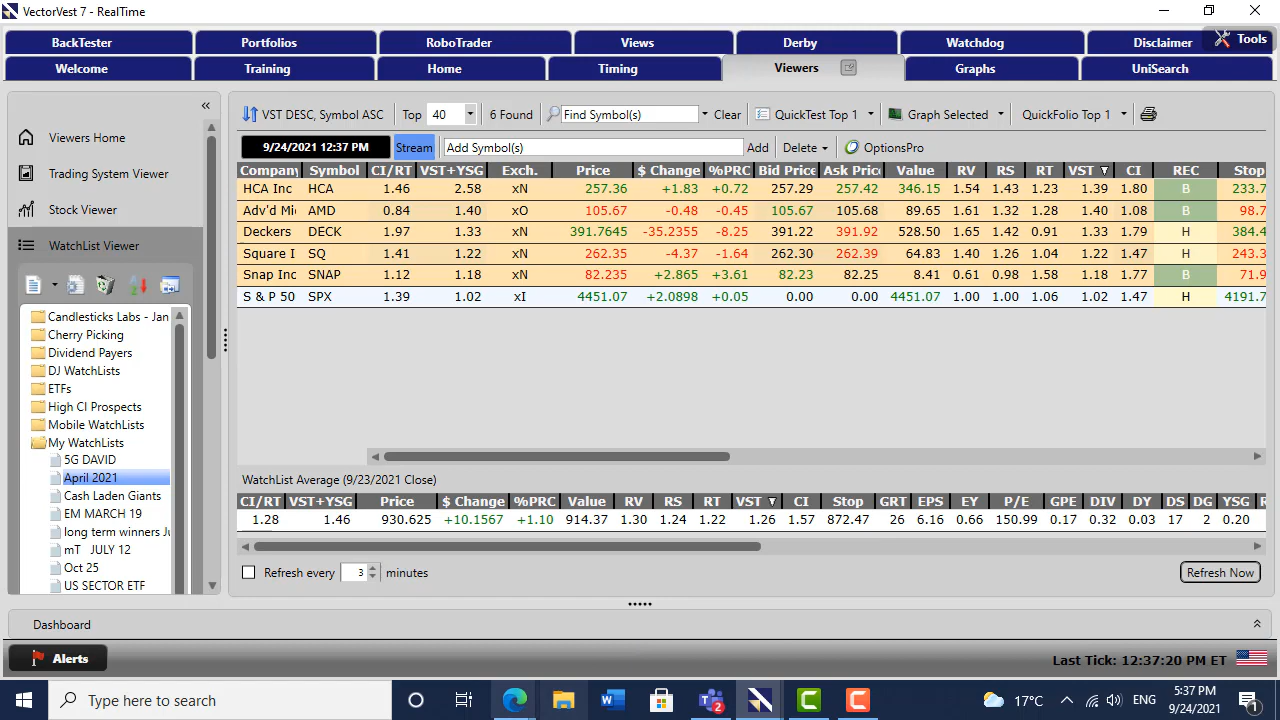 VectorVest 7 - RealTime
BackTester Portfolios RoboTrader Views Derby Watchdog Disclaimer Tools
Welcome Training Home Timing Viewers Graphs UniSearch
«
Viewers Home
Trading System Viewer
Stock Viewer
WatchList Viewer
Candlesticks Labs - Jan
Cherry Picking
Dividend Payers
DJ WatchLists
ETFs
High CI Prospects
Mobile WatchLists
My WatchLists
5G DAVID
April 2021
Cash Laden Giants
EM MARCH 19
long term winners Ju
mT JULY 12
Oct 25
US SECTOR ETF
VST DESC, Symbol ASC Top 40 6 Found Find Symbol(s) Clear QuickTest Top 1 Graph Selected QuickFolio Top 1
9/24/2021 12:37 PM Stream Add Symbol(s) Add Delete OptionsPro
Company Symbol CI/RT VST+YSG Exch. Price $ Change %PRC Bid Price Ask Price Value RV RS RT VST CI REC Stop
HCA Inc HCA 1.46 2.58 xN 257.36 +1.83 +0.72 257.29 257.42 346.15 1.54 1.43 1.23 1.39 1.80 B 233.7
Adv'd Mi AMD 0.84 1.40 xO 105.67 -0.48 -0.45 105.67 105.68 89.65 1.61 1.32 1.28 1.40 1.08 B 98.7
Deckers DECK 1.97 1.33 xN 391.7645 -35.2355 -8.25 391.22 391.92 528.50 1.65 1.42 0.91 1.33 1.79 H 384.4
Square I SQ 1.41 1.22 xN 262.35 -4.37 -1.64 262.30 262.39 64.83 1.40 1.26 1.04 1.22 1.47 H 243.3
Snap Inc SNAP 1.12 1.18 xN 82.235 +2.865 +3.61 82.23 82.25 8.41 0.61 0.98 1.58 1.18 1.77 B 71.9
S & P 50 SPX 1.39 1.02 xI 4451.07 +2.0898 +0.05 0.00 0.00 4451.07 1.00 1.00 1.06 1.02 1.47 H 4191.7
WatchList Average (9/23/2021 Close)
CI/RT VST+YSG Price $ Change %PRC Value RV RS RT VST CI Stop GRT EPS EY P/E GPE DIV DY DS DG YSG R
1.28 1.46 930.625 +10.1567 +1.10 914.37 1.30 1.24 1.22 1.26 1.57 872.47 26 6.16 0.66 150.99 0.17 0.32 0.03 17 2 0.20
Refresh every 3 minutes Refresh Now
Dashboard
Alerts Last Tick: 12:37:20 PM ET
Type here to search 2 17°C ENG 5:37 PM
9/24/2021 1